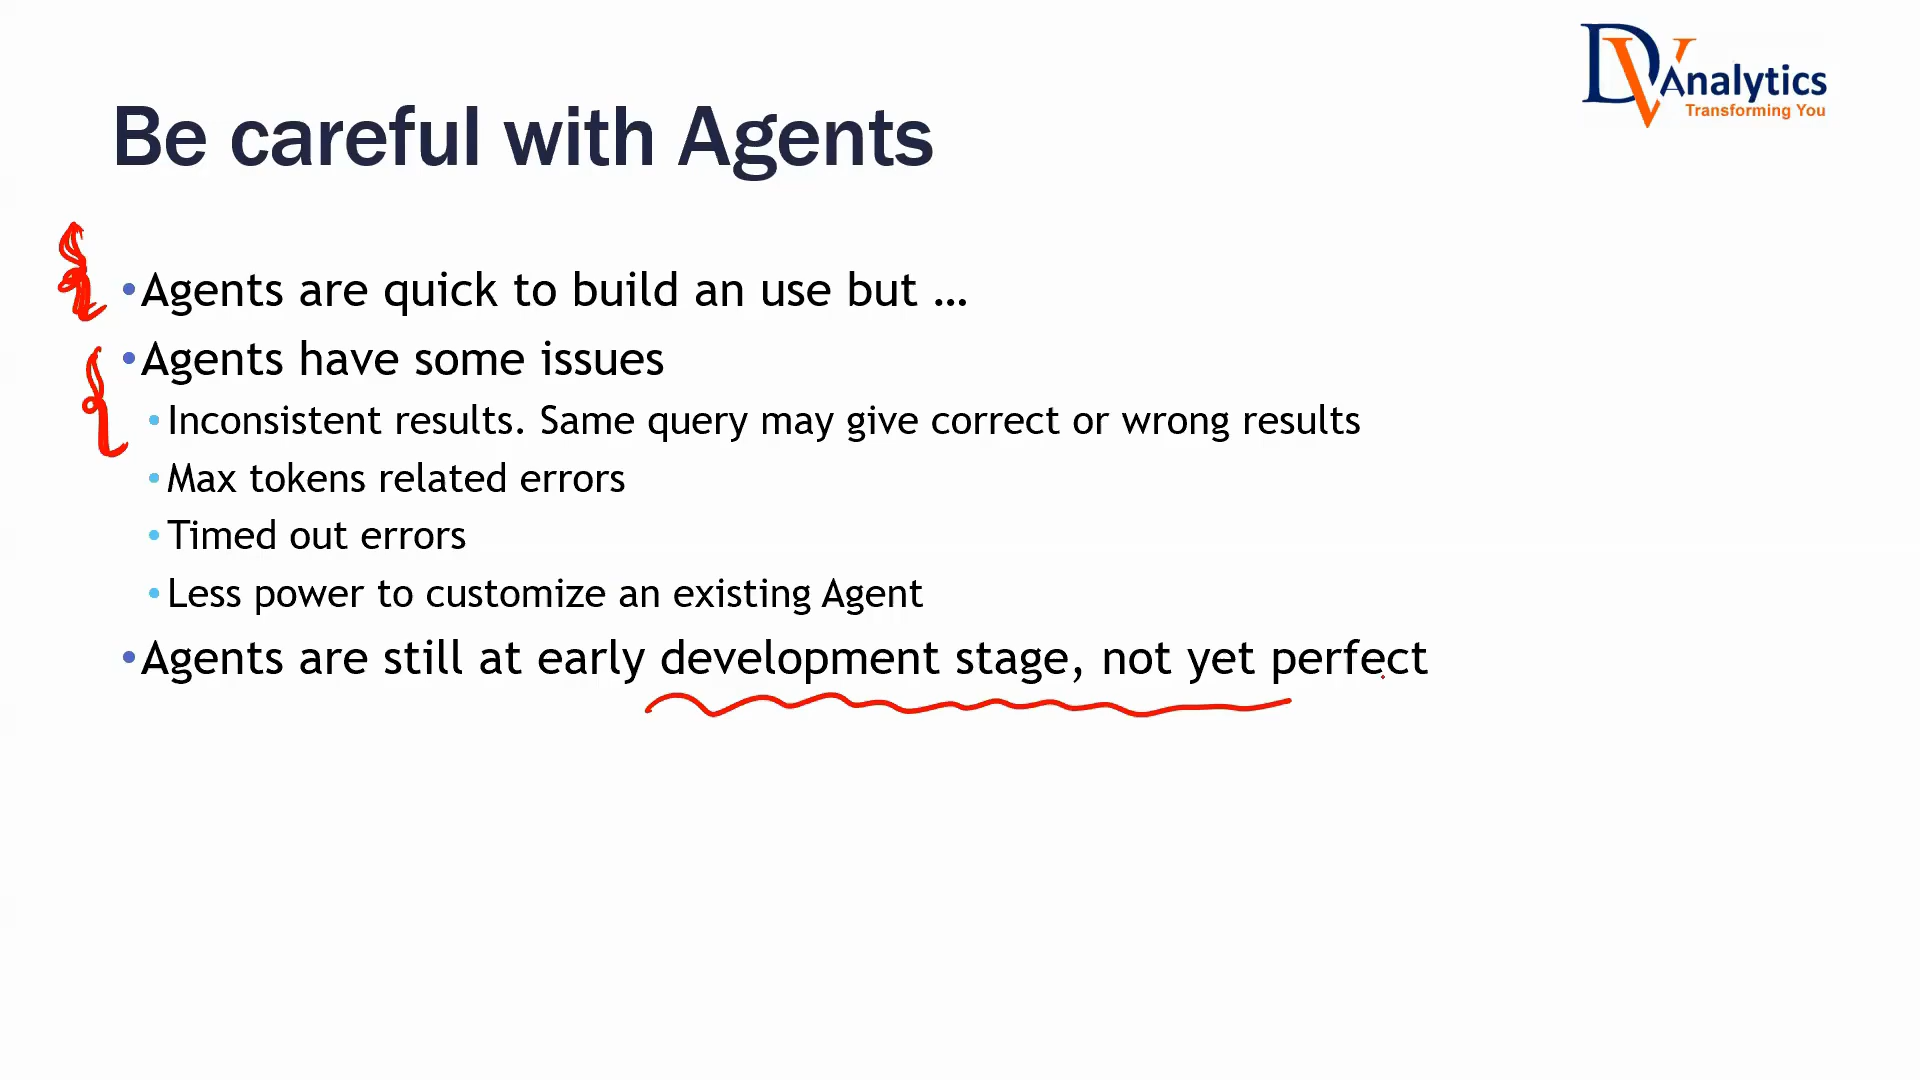 DV Analytics
Transforming You
Be careful with Agents
•Agents are quick to build an use but ...
•Agents have some issues
•Inconsistent results. Same query may give correct or wrong results
•Max tokens related errors
•Timed out errors
•Less power to customize an existing Agent
•Agents are still at early development stage, not yet perfect